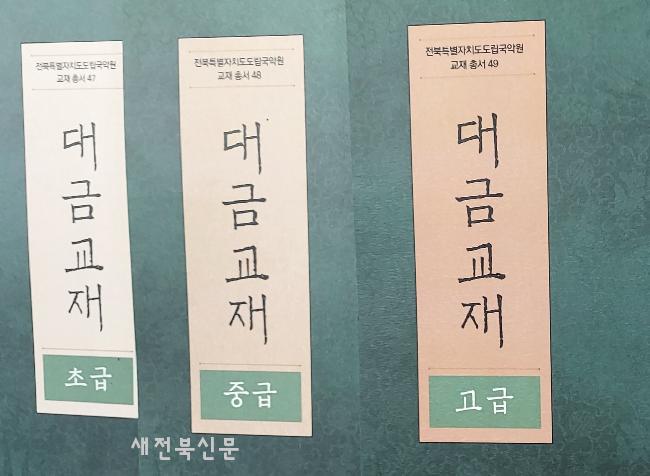 전북특별자치도도립국악원
교재 총서 47
대금교재
초급
전북특별자치도도립국악원
교재 총서 48
대금교재
중급
전북특별자치도도립국악원
교재 총서 49
대금교재
고급
새전북신문